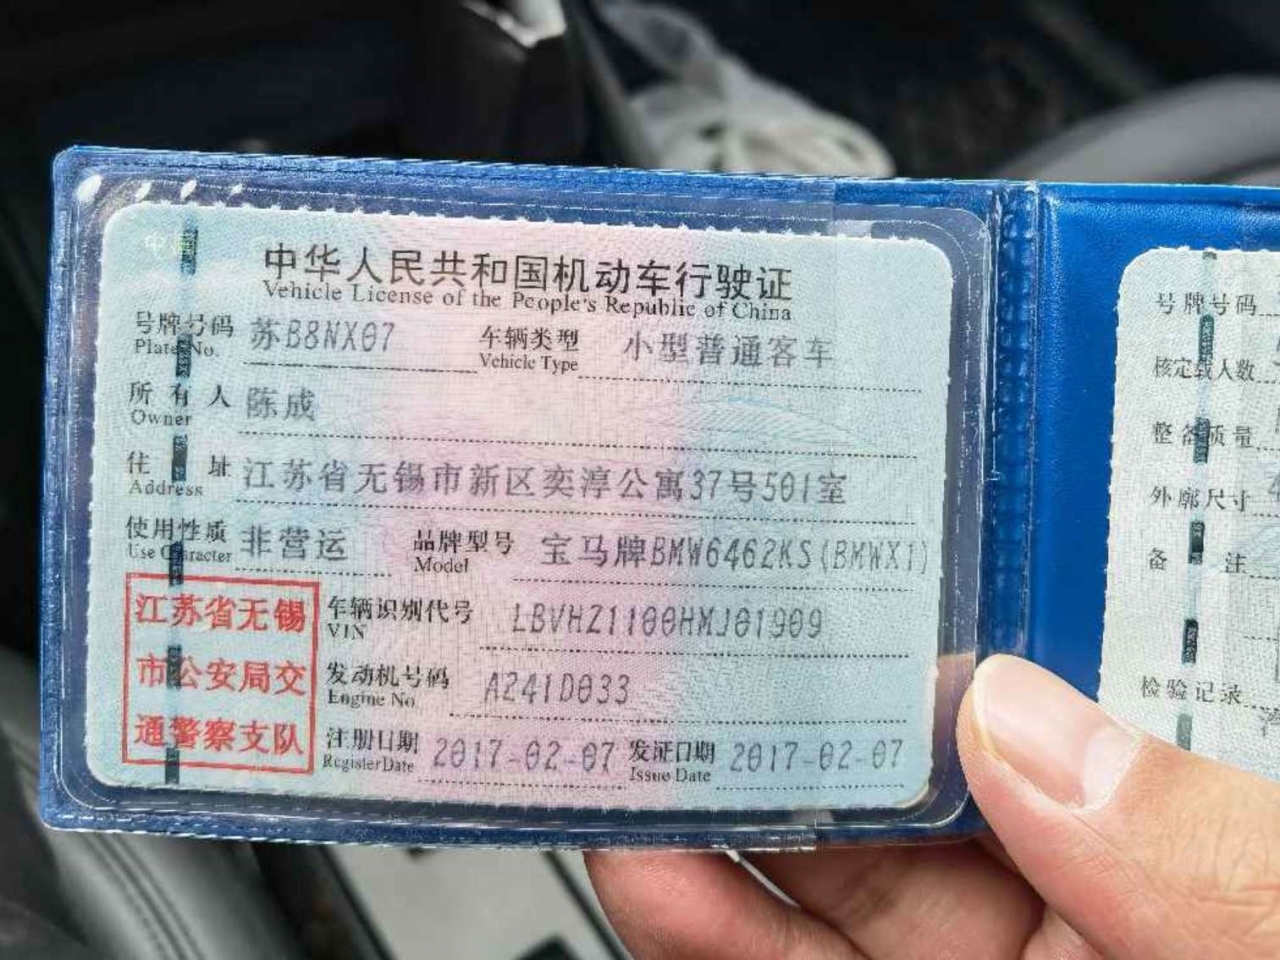 中华人民共和国机动车行驶证
Vehicle License of the People's Republic of China
号牌号码 苏B8NX07 车辆类型 小型普通客车
Plate No. Vehicle Type
所有人 陈成
Owner
住址 江苏省无锡市新区奕淳公寓37号501室
Address
使用性质 非营运 品牌型号 宝马牌BMW6462KS(BMWX1)
Use Character Model
江苏省无锡
市公安局交
通警察支队
车辆识别代号 LBVHZ1100HMJ01909
VIN
发动机号码 A241D033
Engine No.
注册日期 2017-02-07 发证日期 2017-02-07
Register Date Issue Date
号牌号码
核定载人数
整备质量
外廓尺寸
备注
检验记录